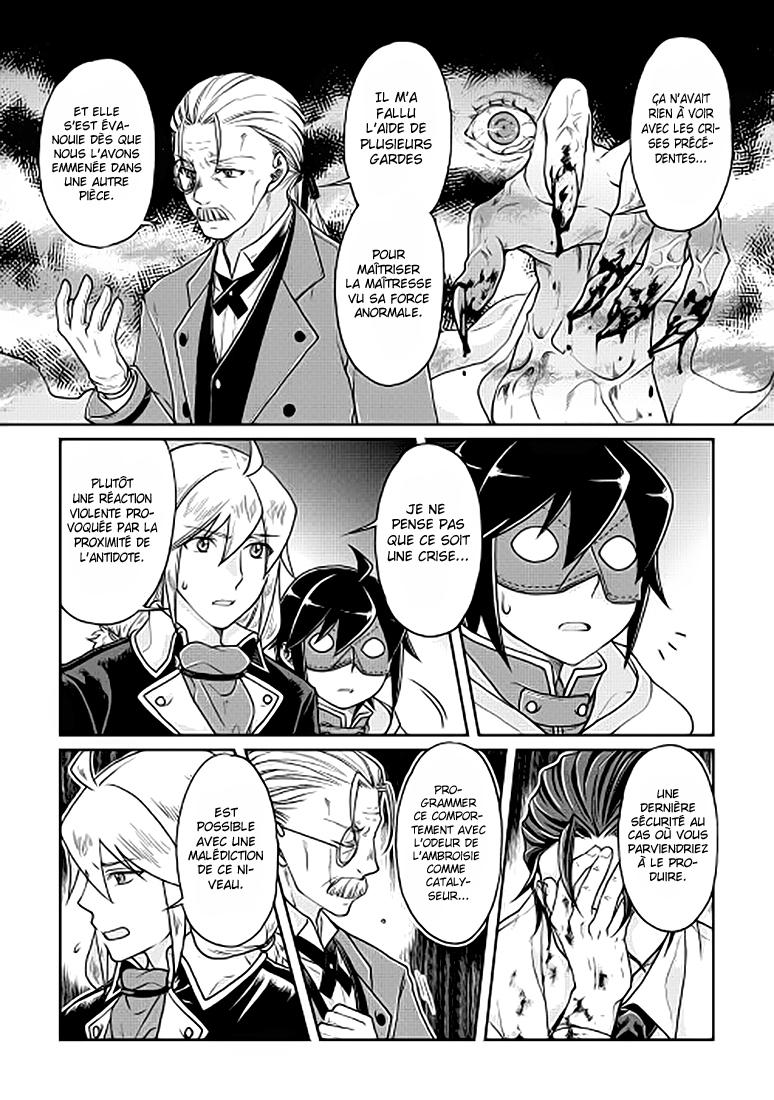 ÇA N'AVAIT
RIEN À VOIR
AVEC LES CRI-
SES PRÉCÉ-
DENTES...
IL M'A
FALLU
L'AIDE DE
PLUSIEURS
GARDES
POUR
MAÎTRISER
LA MAÎTRESSE
VU SA FORCE
ANORMALE.
ET ELLE
S'EST ÉVA-
NOUIE DÈS QUE
NOUS L'AVONS
EMMENÉE DANS
UNE AUTRE
PIÈCE.
JE NE
PENSE PAS
QUE CE SOIT
UNE CRISE...
PLUTÔT
UNE RÉACTION
VIOLENTE PRO-
VOQUÉE PAR LA
PROXIMITÉ DE
L'ANTIDOTE.
UNE
DERNIÈRE
SÉCURITÉ AU
CAS OÙ VOUS
PARVIENDRIEZ
À LE PRO-
DUIRE.
PRO-
GRAMMER
CE COMPOR-
TEMENT AVEC
L'ODEUR DE
L'AMBROISIE
COMME
CATALY-
SEUR...
EST
POSSIBLE
AVEC UNE
MALÉDICTION
DE CE NI-
VEAU.